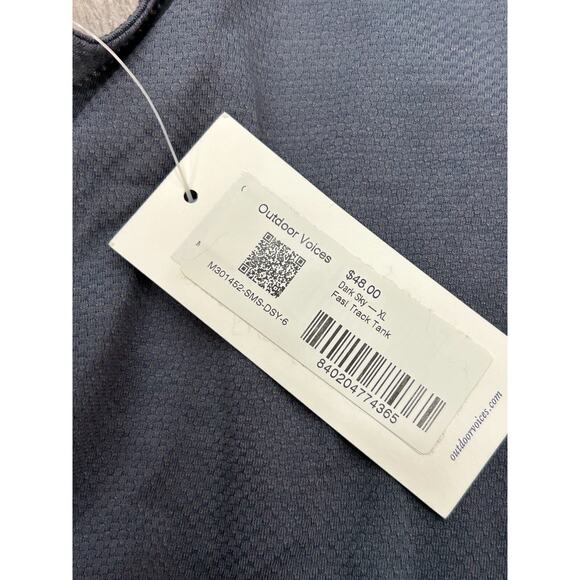 Outdoor Voices
M301452-SMS-DSY-6
$48.00
Dark Sky — XL
Fast Track Tank
840204774365
outdoorvoices.com